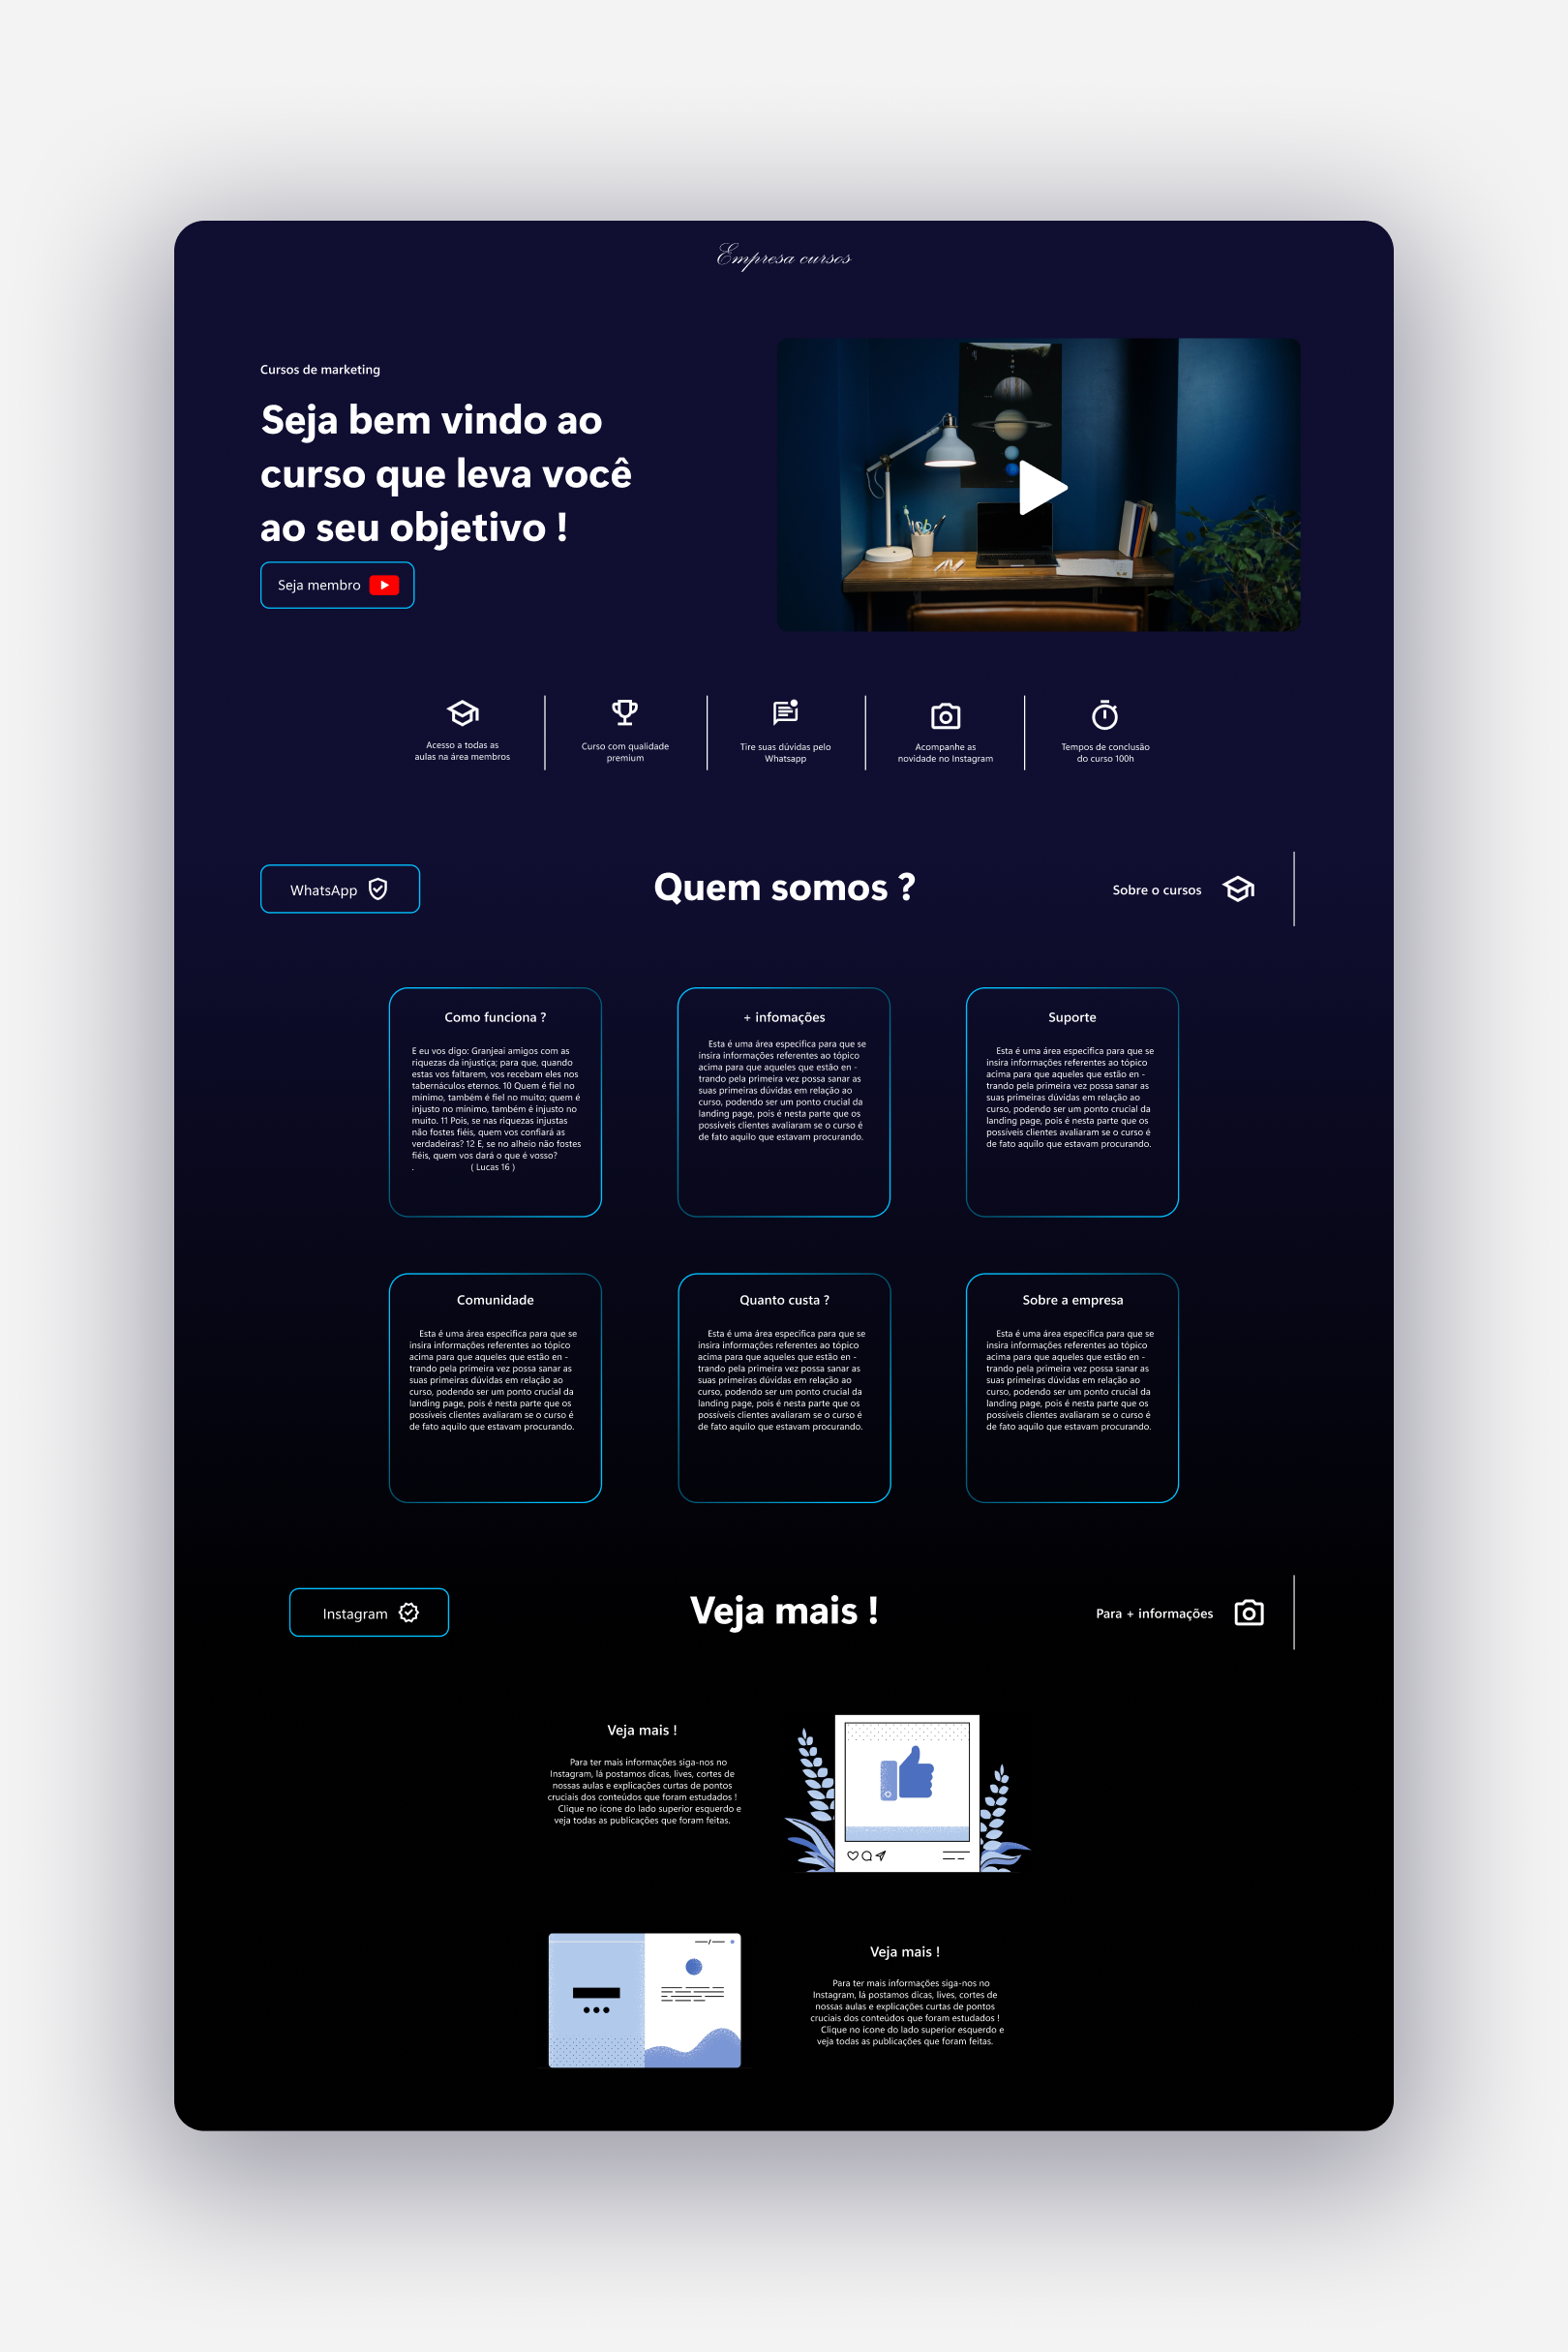 Empresa cursos
Cursos de marketing
Seja bem vindo ao
curso que leva você
ao seu objetivo !
Seja membro
Acesso a todas as
aulas na área membros
Curso com qualidade
premium
Tire suas dúvidas pelo
Whatsapp
Acompanhe as
novidade no Instagram
Tempos de conclusão
do curso 100h
WhatsApp
Quem somos ?
Sobre o cursos
Como funciona ?
E eu vos digo: Granjeai amigos com as
riquezas da injustiça; para que, quando
estas vos faltarem, vos recebam eles nos
tabernáculos eternos. 10 Quem é fiel no
mínimo, também é fiel no muito; quem é
injusto no mínimo, também é injusto no
muito. 11 Pois, se nas riquezas injustas
não fostes fiéis, quem vos confiará as
verdadeiras? 12 E, se no alheio não fostes
fiéis, quem vos dará o que é vosso?
. ( Lucas 16 )
+ infomações
Esta é uma área especifica para que se
insira informações referentes ao tópico
acima para que aqueles que estão en -
trando pela primeira vez possa sanar as
suas primeiras dúvidas em relação ao
curso, podendo ser um ponto crucial da
landing page, pois é nesta parte que os
possíveis clientes avaliaram se o curso é
de fato aquilo que estavam procurando.
Suporte
Esta é uma área especifica para que se
insira informações referentes ao tópico
acima para que aqueles que estão en -
trando pela primeira vez possa sanar as
suas primeiras dúvidas em relação ao
curso, podendo ser um ponto crucial da
landing page, pois é nesta parte que os
possíveis clientes avaliaram se o curso é
de fato aquilo que estavam procurando.
Comunidade
Esta é uma área especifica para que se
insira informações referentes ao tópico
acima para que aqueles que estão en -
trando pela primeira vez possa sanar as
suas primeiras dúvidas em relação ao
curso, podendo ser um ponto crucial da
landing page, pois é nesta parte que os
possíveis clientes avaliaram se o curso é
de fato aquilo que estavam procurando.
Quanto custa ?
Esta é uma área especifica para que se
insira informações referentes ao tópico
acima para que aqueles que estão en -
trando pela primeira vez possa sanar as
suas primeiras dúvidas em relação ao
curso, podendo ser um ponto crucial da
landing page, pois é nesta parte que os
possíveis clientes avaliaram se o curso é
de fato aquilo que estavam procurando.
Sobre a empresa
Esta é uma área especifica para que se
insira informações referentes ao tópico
acima para que aqueles que estão en -
trando pela primeira vez possa sanar as
suas primeiras dúvidas em relação ao
curso, podendo ser um ponto crucial da
landing page, pois é nesta parte que os
possíveis clientes avaliaram se o curso é
de fato aquilo que estavam procurando.
Instagram
Veja mais !
Para + informações
Veja mais !
Para ter mais informações siga-nos no
Instagram, lá postamos dicas, lives, cortes de
nossas aulas e explicações curtas de pontos
cruciais dos conteúdos que foram estudados !
Clique no ícone do lado superior esquerdo e
veja todas as publicações que foram feitas.
Veja mais !
Para ter mais informações siga-nos no
Instagram, lá postamos dicas, lives, cortes de
nossas aulas e explicações curtas de pontos
cruciais dos conteúdos que foram estudados !
Clique no ícone do lado superior esquerdo e
veja todas as publicações que foram feitas.